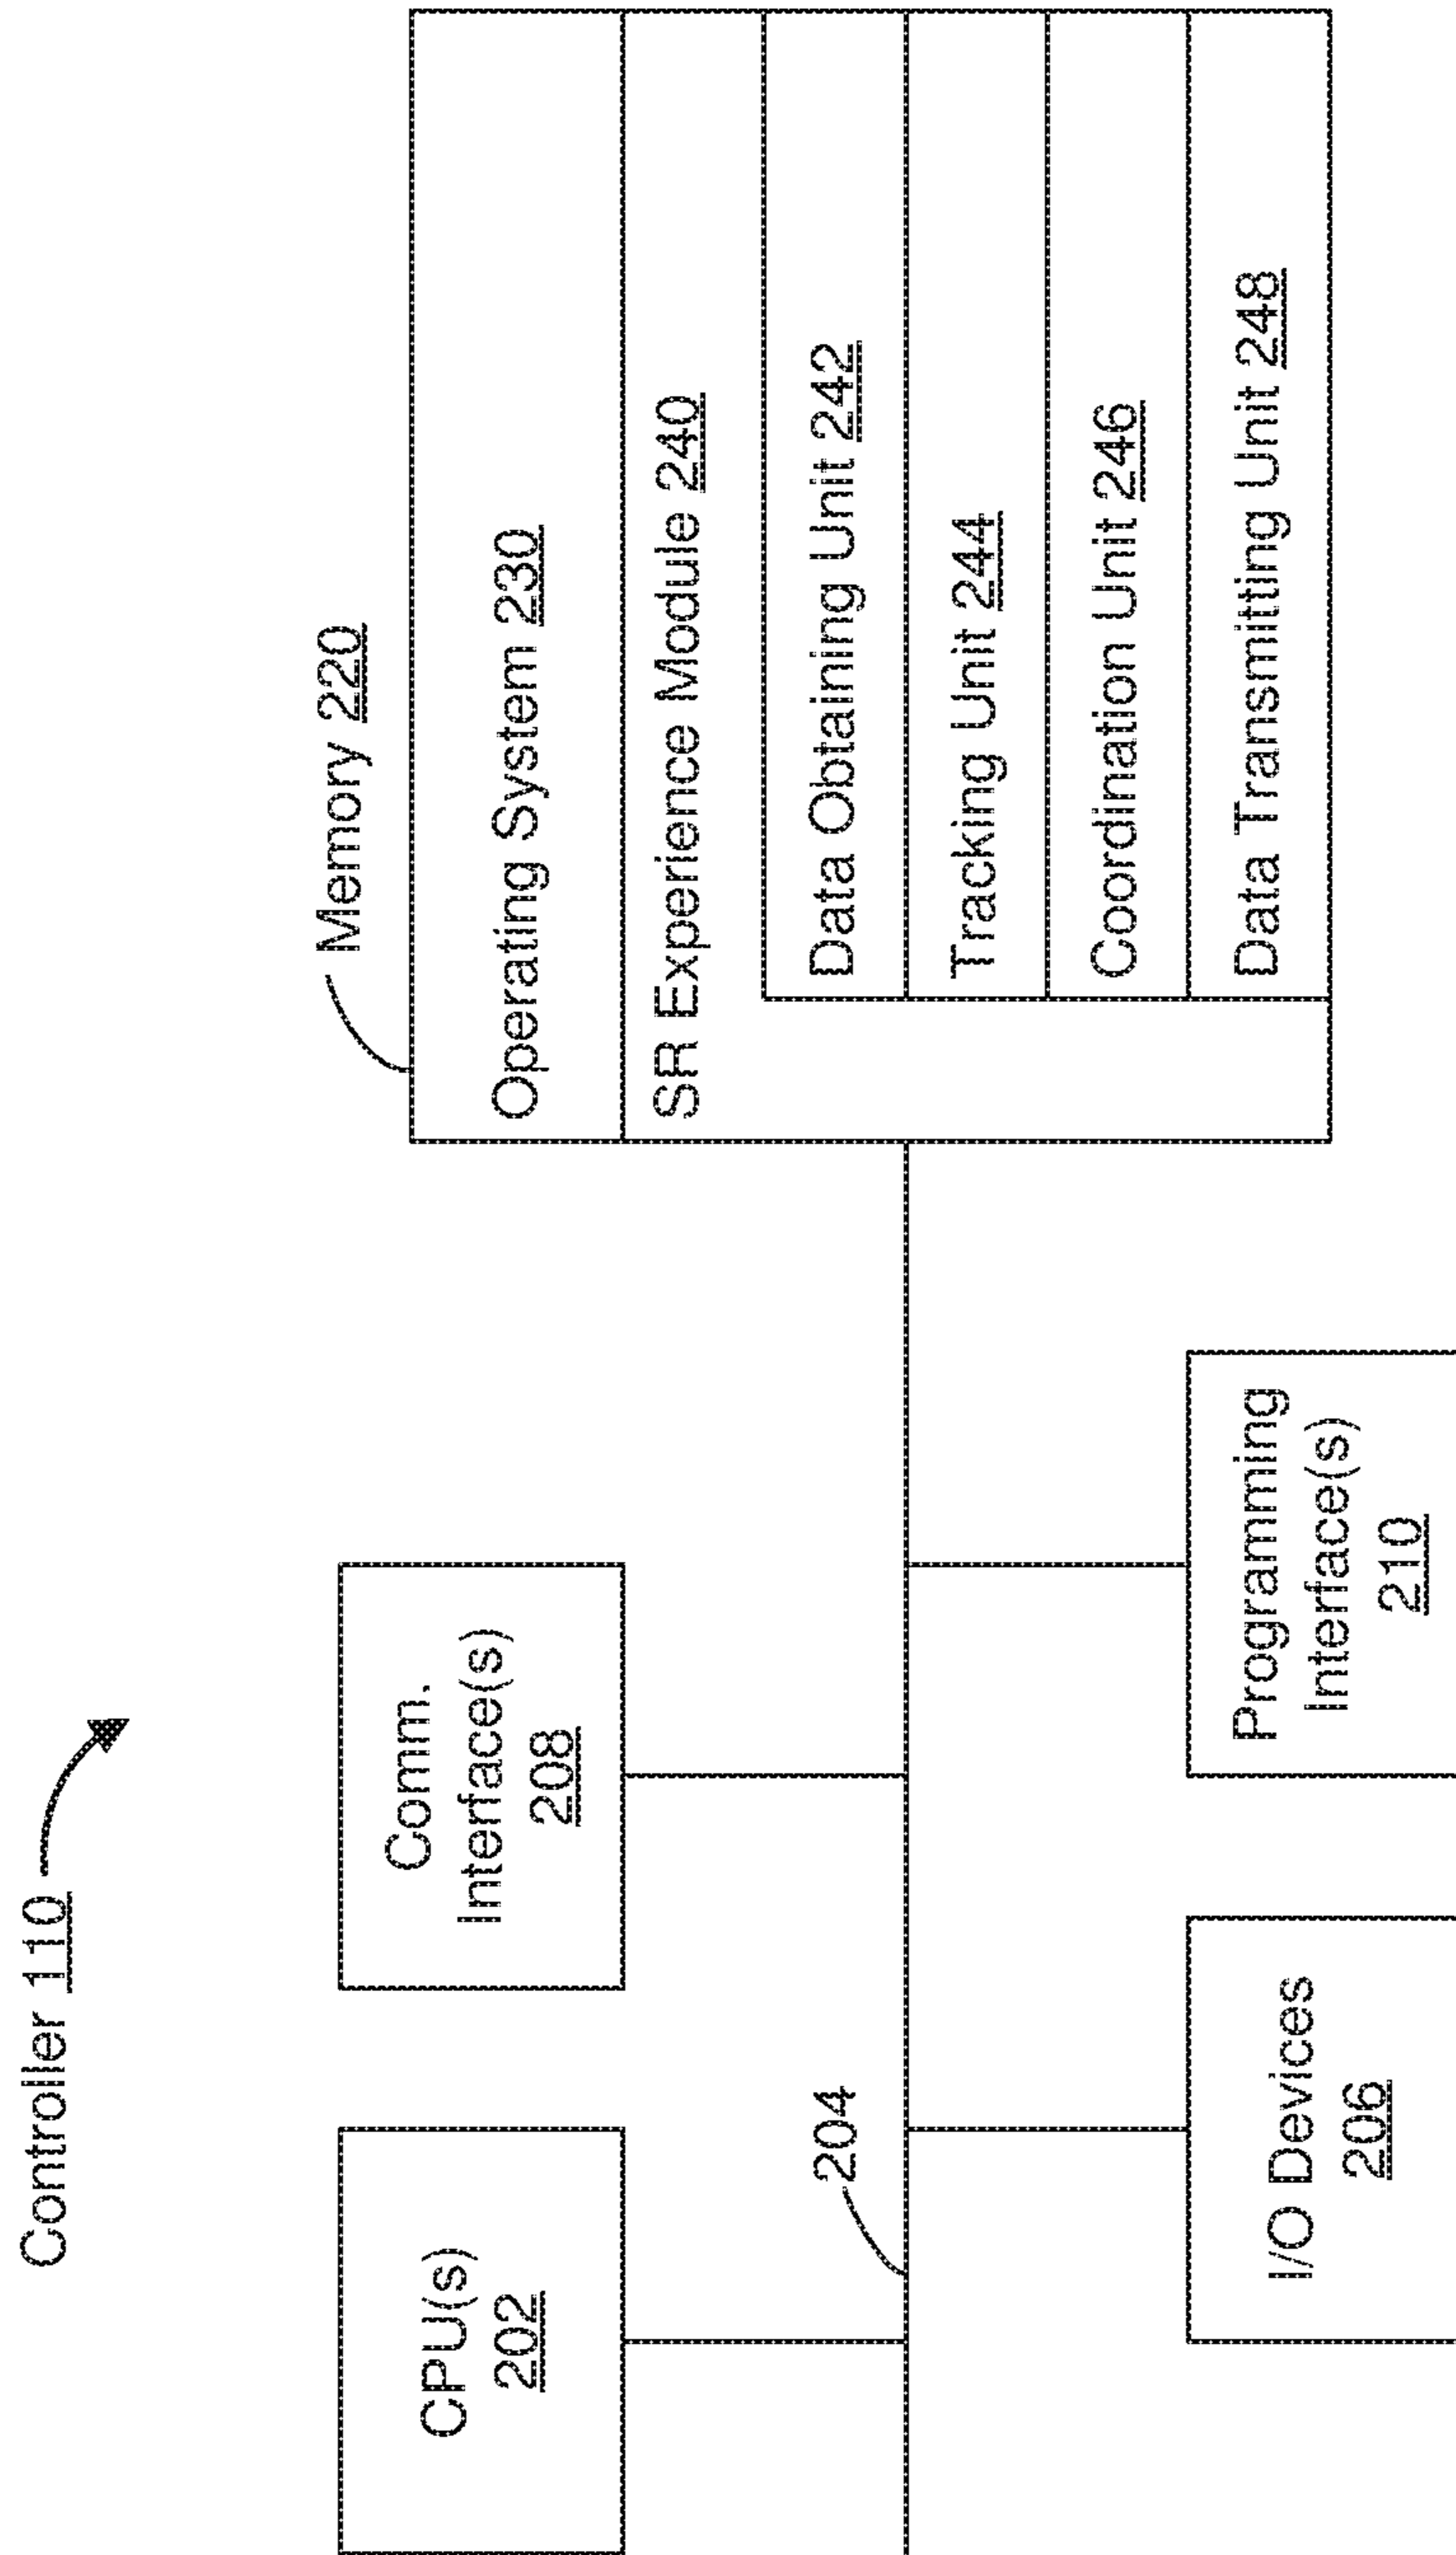 Controller 110
CPU(s)
202
Comm.
Interface(s)
208
204
I/O Devices
206
Programming
Interface(s)
210
Memory 220
Operating System 230
SR Experience Module 240
Data Obtaining Unit 242
Tracking Unit 244
Coordination Unit 246
Data Transmitting Unit 248